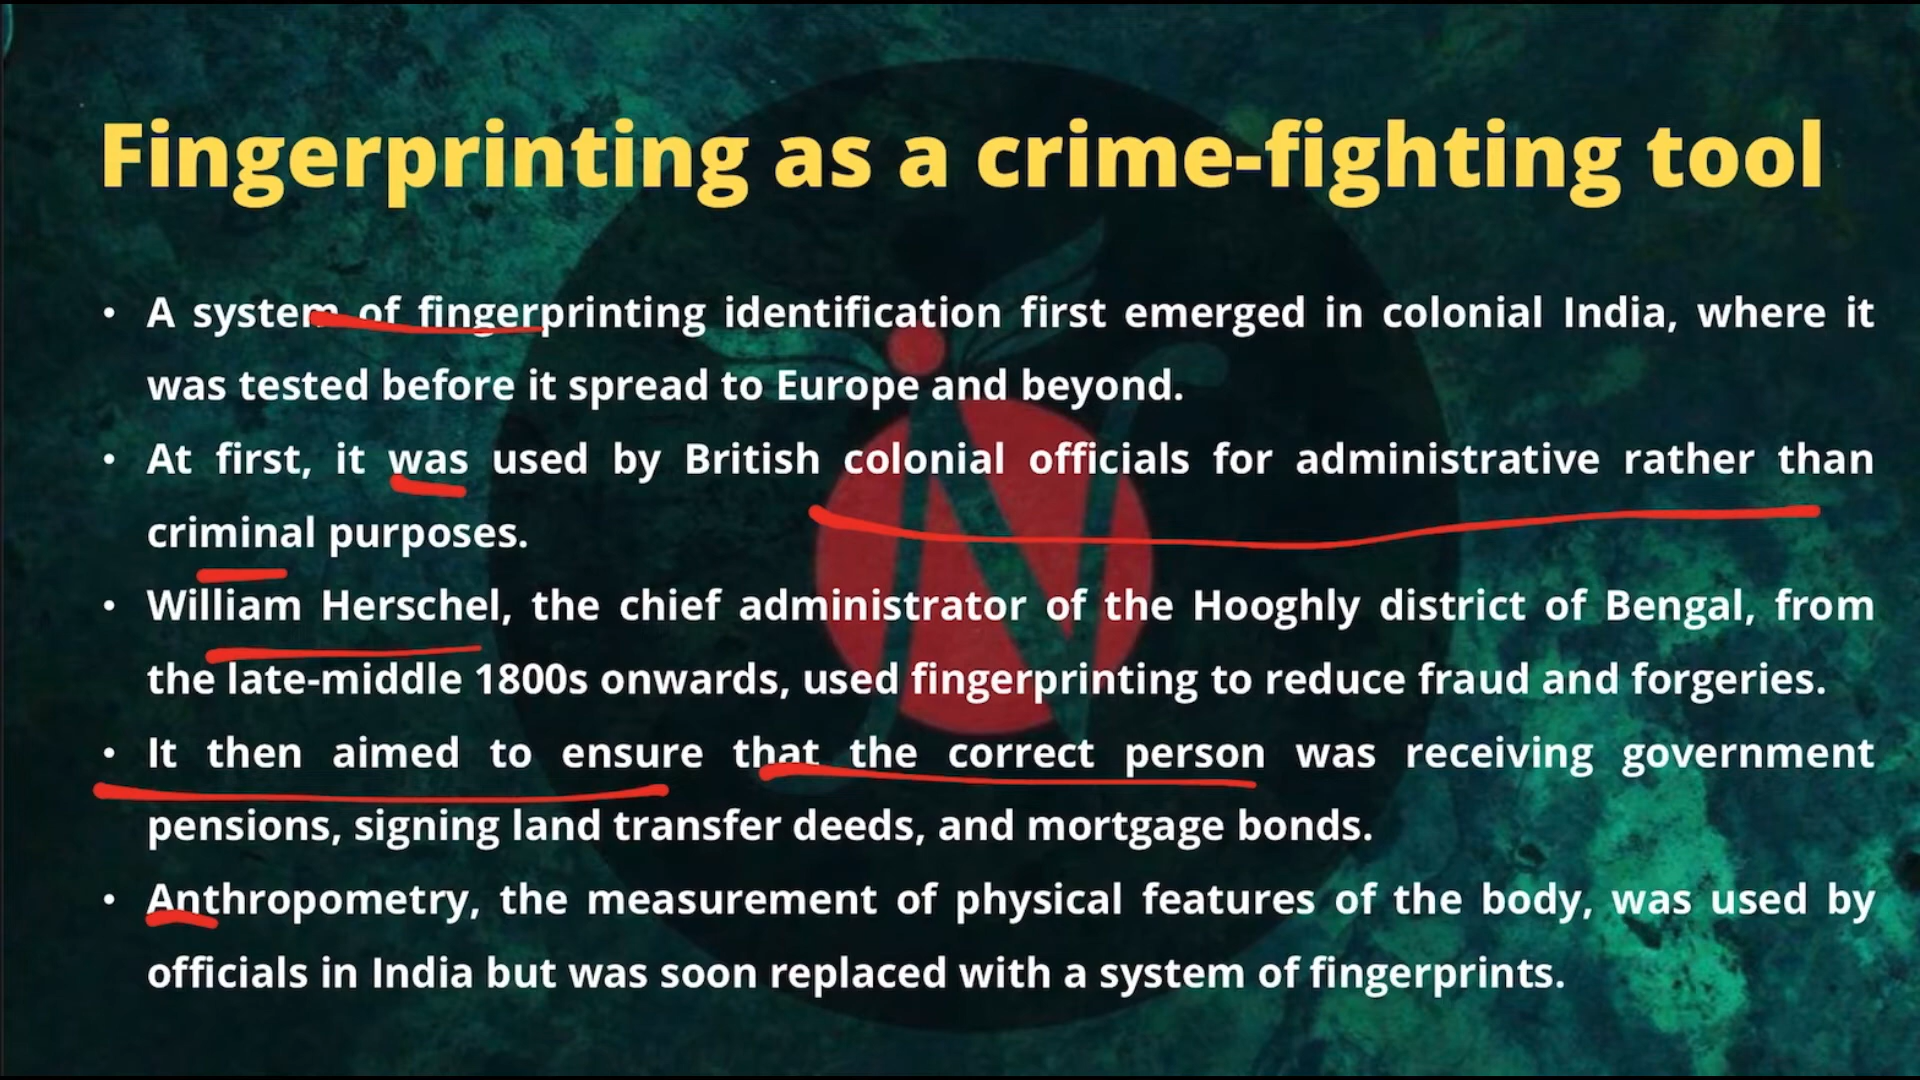 Fingerprinting as a crime-fighting tool
• A system of fingerprinting identification first emerged in colonial India, where it
was tested before it spread to Europe and beyond.
• At first, it was used by British colonial officials for administrative rather than
criminal purposes.
• William Herschel, the chief administrator of the Hooghly district of Bengal, from
the late-middle 1800s onwards, used fingerprinting to reduce fraud and forgeries.
• It then aimed to ensure that the correct person was receiving government
pensions, signing land transfer deeds, and mortgage bonds.
• Anthropometry, the measurement of physical features of the body, was used by
officials in India but was soon replaced with a system of fingerprints.